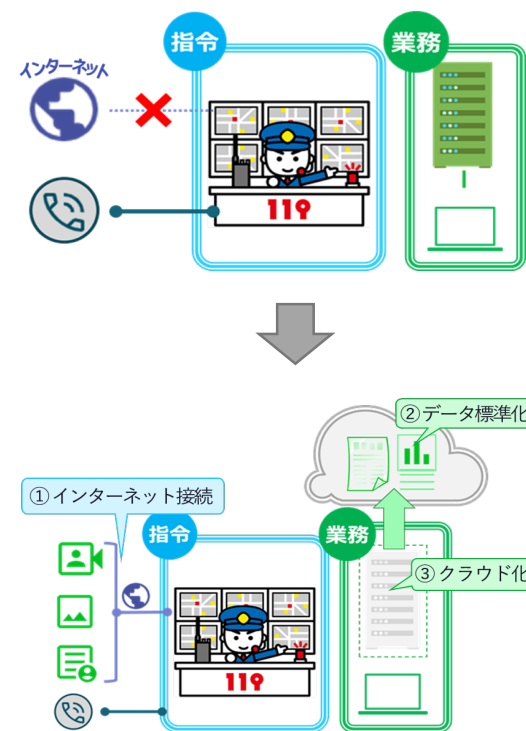 指令
業務
インターネット
119
②データ標準化
①インターネット接続
指令
業務
③クラウド化
119